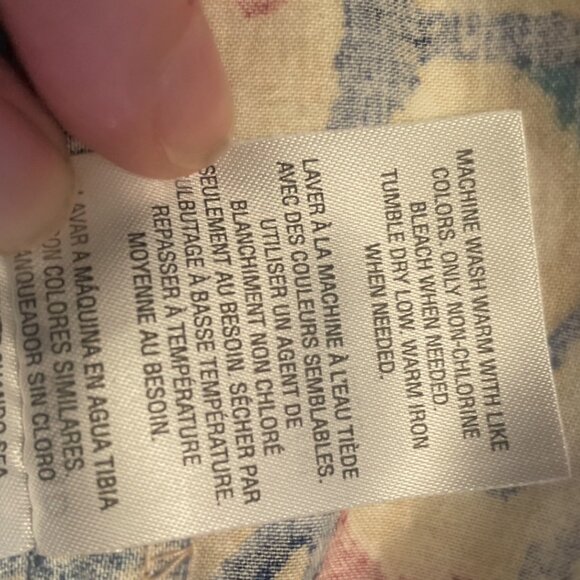 MACHINE WASH WARM WITH LIKE
COLORS. ONLY NON-CHLORINE
BLEACH WHEN NEEDED.
TUMBLE DRY LOW. WARM IRON
WHEN NEEDED.
LAVER À LA MACHINE À L'EAU TIÈDE
AVEC DES COULEURS SEMBLABLES.
UTILISER UN AGENT DE
BLANCHIMENT NON CHLORÉ
SEULEMENT AU BESOIN. SÉCHER PAR
CULBUTAGE À BASSE TEMPÉRATURE.
REPASSER À TEMPÉRATURE
MOYENNE AU BESOIN.
LAVAR A MÁQUINA EN AGUA TIBIA
CON COLORES SIMILARES.
BLANQUEADOR SIN CLORO
CUANDO SEA